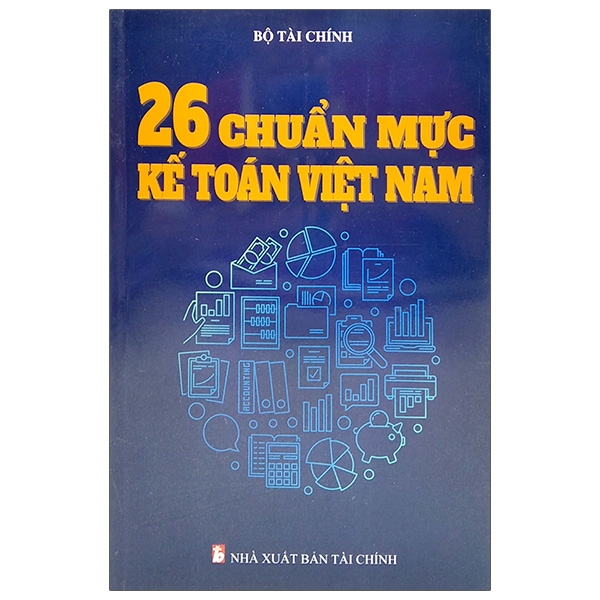 BỘ TÀI CHÍNH
26 CHUẨN MỰC
KẾ TOÁN VIỆT NAM
ACCOUNTING
NHÀ XUẤT BẢN TÀI CHÍNH